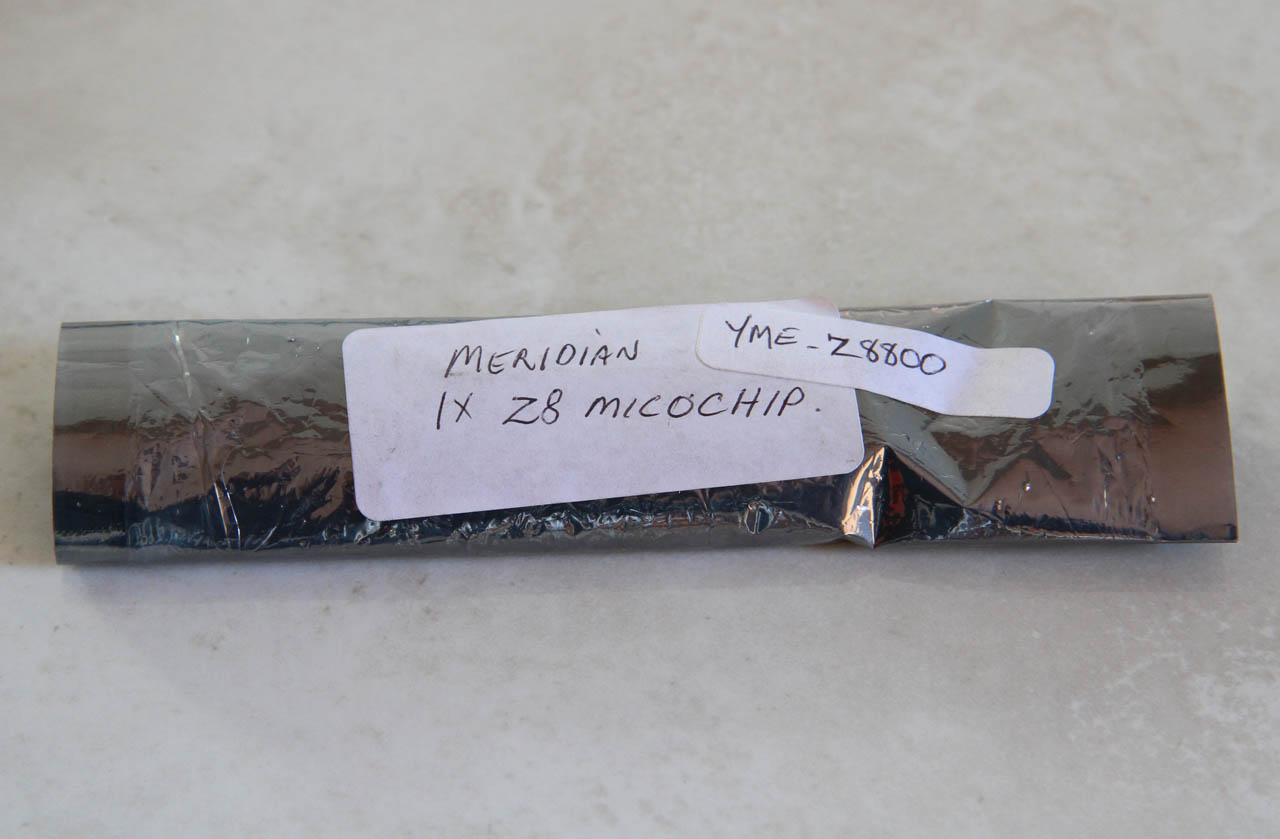 MERIDIAN
1X Z8 MICOCHIP.
YME-Z8800